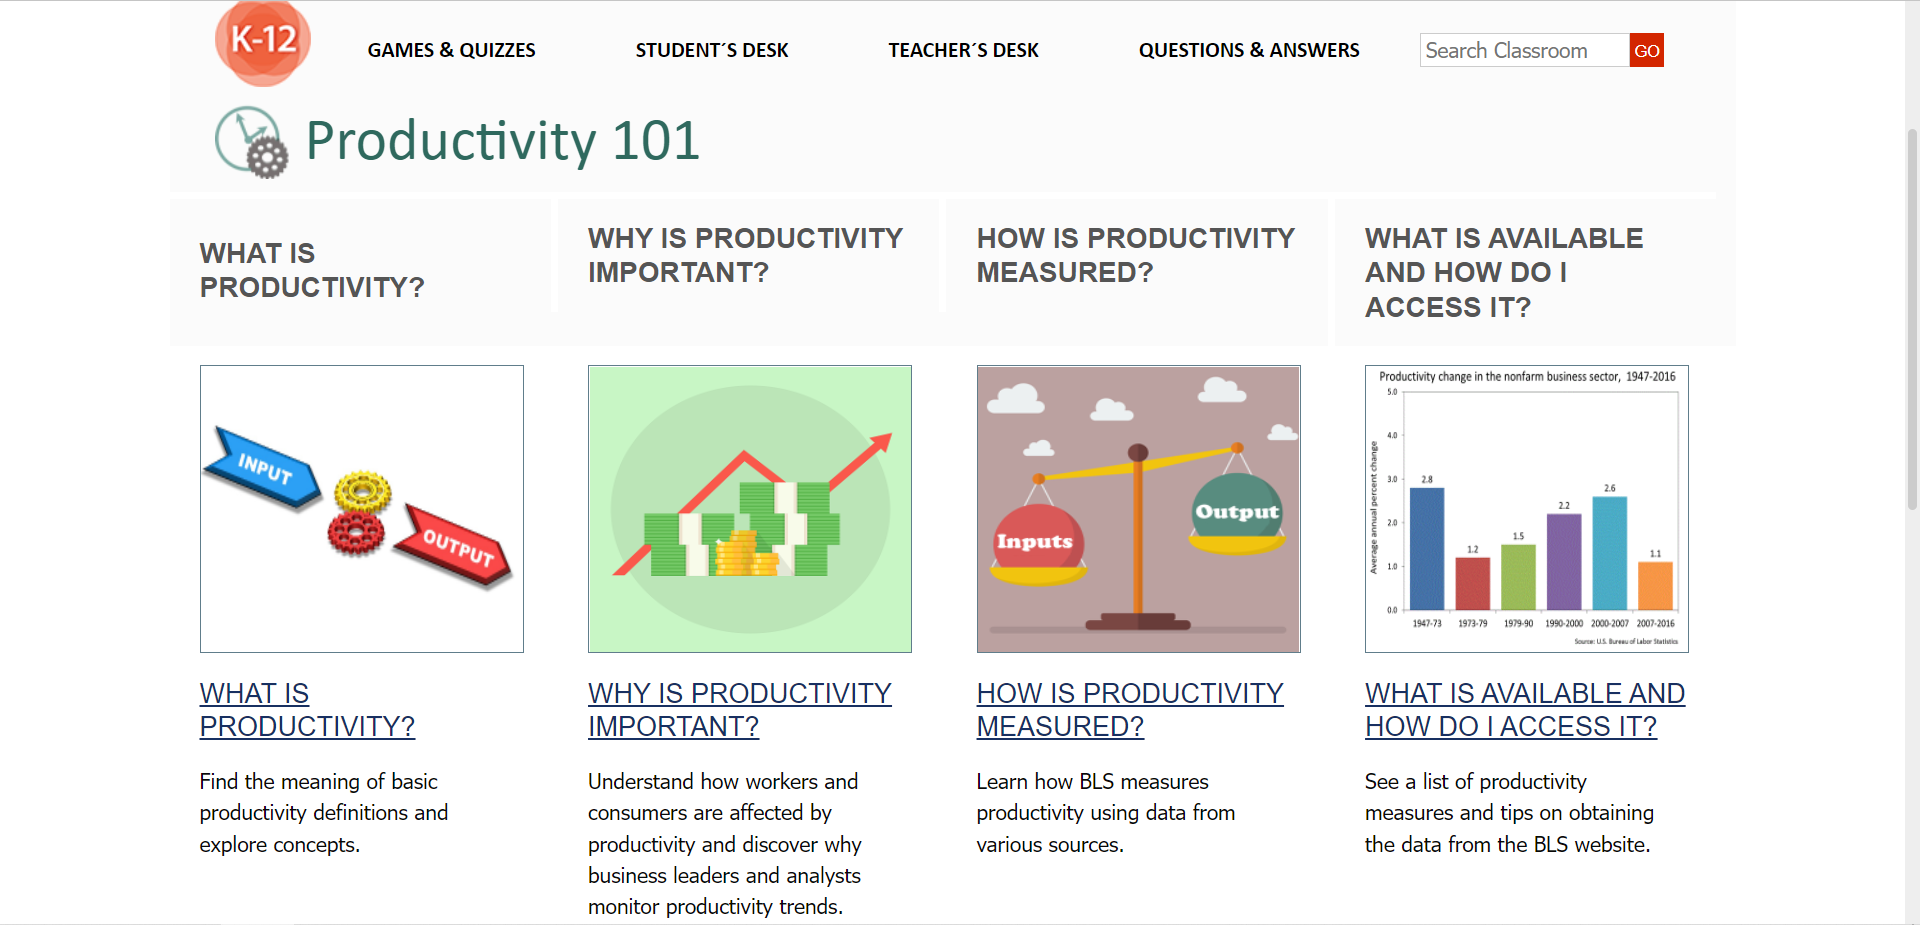 K-12
GAMES & QUIZZES
STUDENT´S DESK
TEACHER´S DESK
QUESTIONS & ANSWERS
Search Classroom
GO
Productivity 101
WHAT IS
PRODUCTIVITY?
WHY IS PRODUCTIVITY
IMPORTANT?
HOW IS PRODUCTIVITY
MEASURED?
WHAT IS AVAILABLE
AND HOW DO I
ACCESS IT?
INPUT
OUTPUT
Inputs
Output
Productivity change in the nonfarm business sector, 1947-2016
Average annual percent change
5.0
4.0
3.0
2.0
1.0
0.0
2.8
1.2
1.5
2.2
2.6
1.1
1947-73
1973-79
1979-90
1990-2000
2000-2007
2007-2016
Source: U.S. Bureau of Labor Statistics
WHAT IS
PRODUCTIVITY?
Find the meaning of basic
productivity definitions and
explore concepts.
WHY IS PRODUCTIVITY
IMPORTANT?
Understand how workers and
consumers are affected by
productivity and discover why
business leaders and analysts
monitor productivity trends.
HOW IS PRODUCTIVITY
MEASURED?
Learn how BLS measures
productivity using data from
various sources.
WHAT IS AVAILABLE AND
HOW DO I ACCESS IT?
See a list of productivity
measures and tips on obtaining
the data from the BLS website.